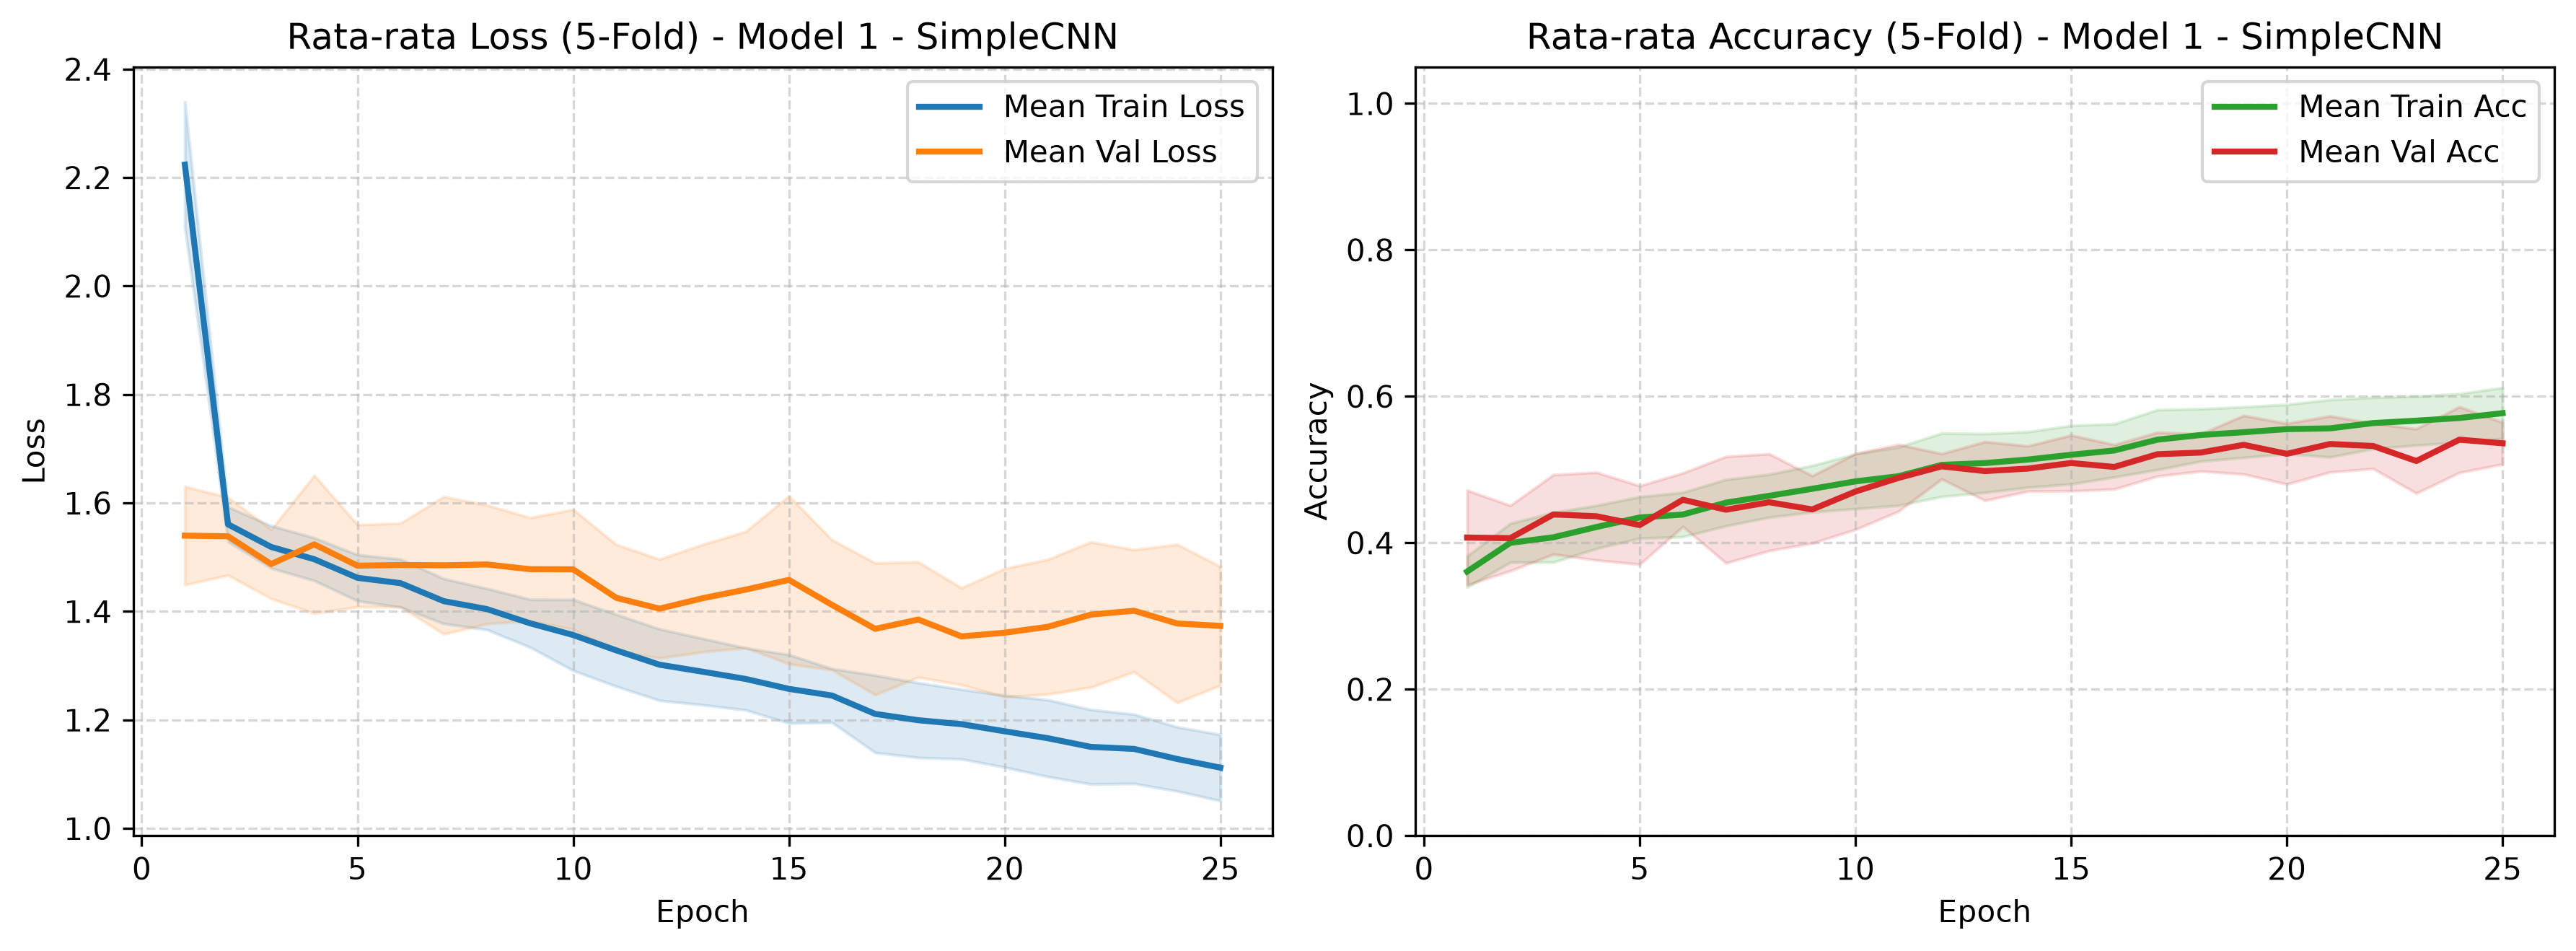 Rata-rata Loss (5-Fold) - Model 1 - SimpleCNN
2.4
2.2
2.0
1.8
1.6
1.4
1.2
1.0
Loss
0
5
10
15
20
25
Epoch
Mean Train Loss
Mean Val Loss
Rata-rata Accuracy (5-Fold) - Model 1 - SimpleCNN
1.0
0.8
0.6
0.4
0.2
0.0
Accuracy
0
5
10
15
20
25
Epoch
Mean Train Acc
Mean Val Acc